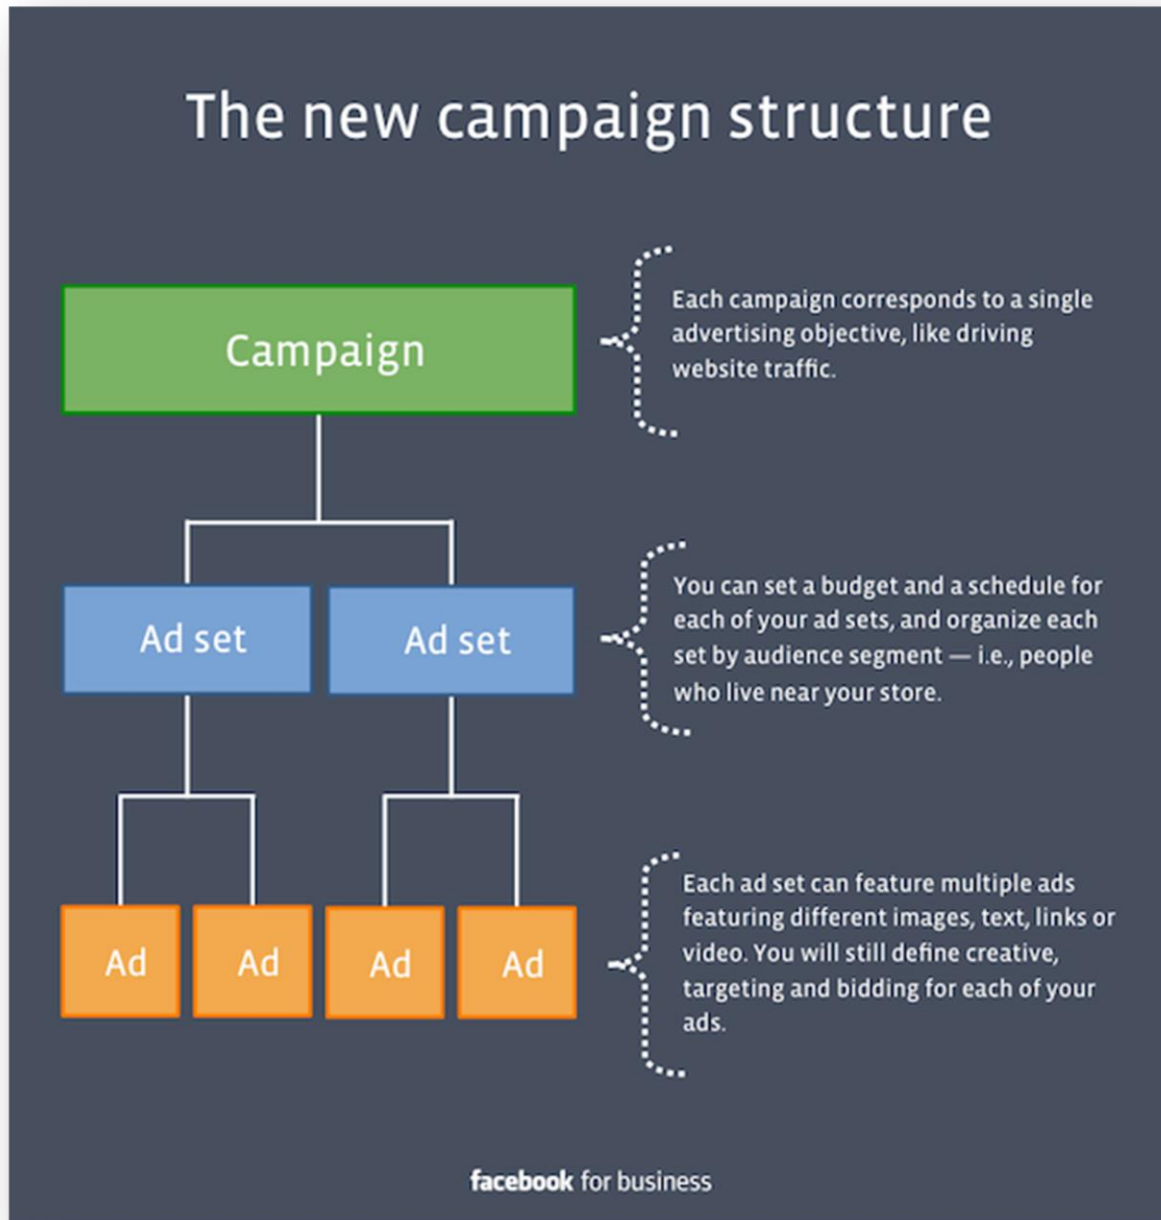 The new campaign structure
Campaign
Each campaign corresponds to a single
advertising objective, like driving
website traffic.
Ad set
Ad set
You can set a budget and a schedule for
each of your ad sets, and organize each
set by audience segment — i.e., people
who live near your store.
Ad
Ad
Ad
Ad
Each ad set can feature multiple ads
featuring different images, text, links or
video. You will still define creative,
targeting and bidding for each of your
ads.
facebook for business